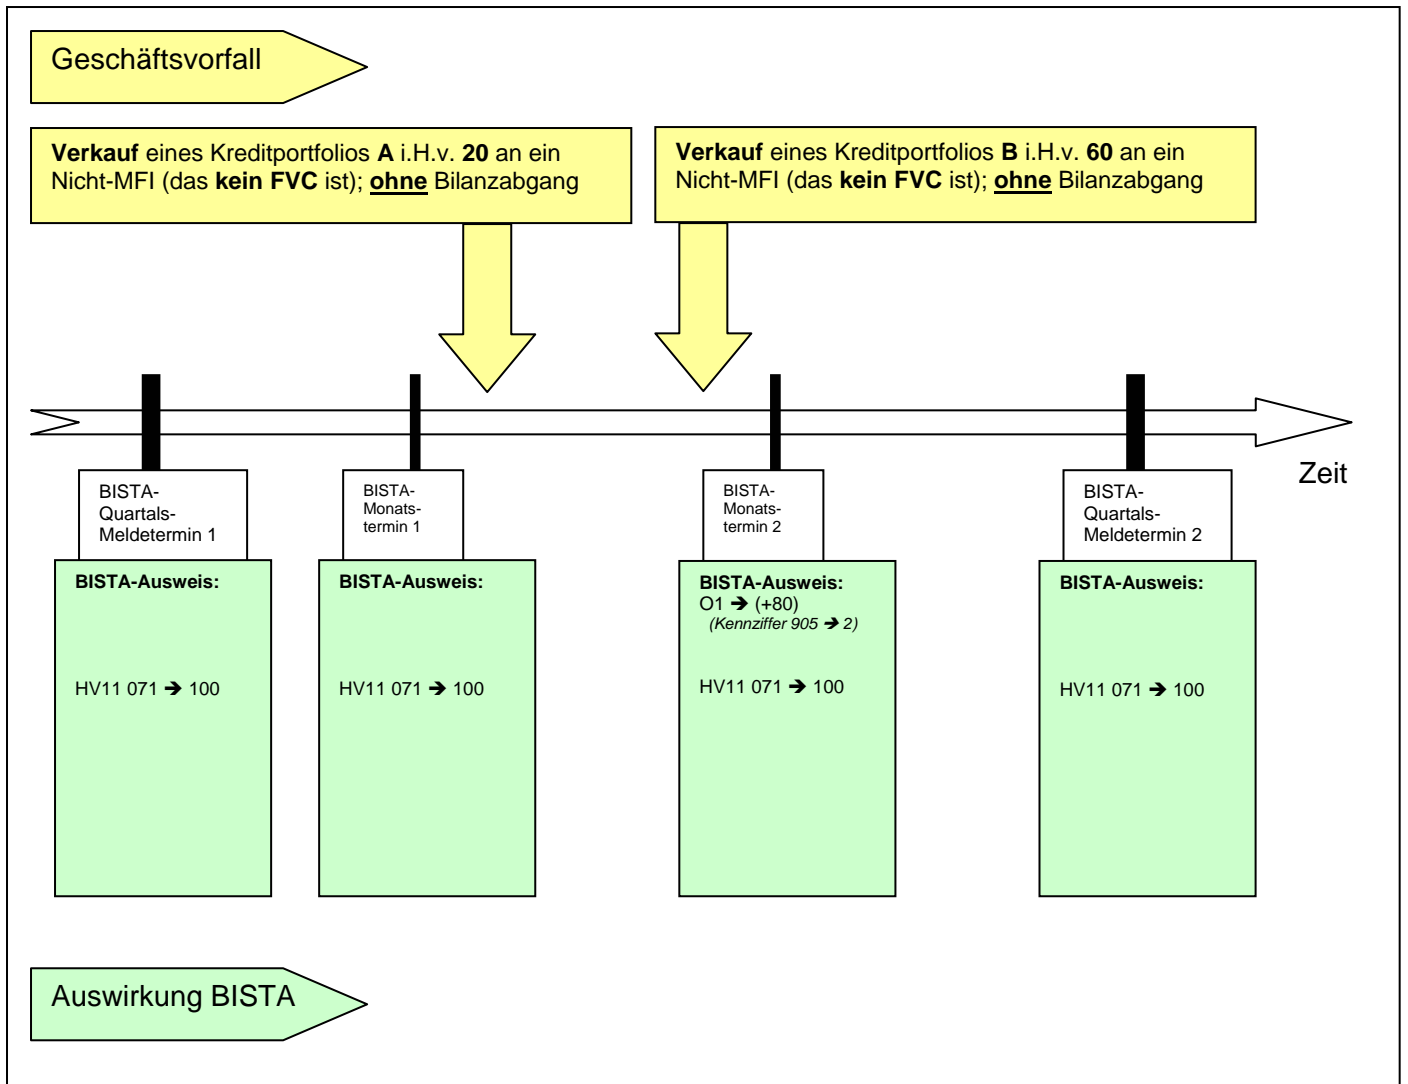 Geschäftsvorfall
Verkauf eines Kreditportfolios A i.H.v. 20 an ein
Nicht-MFI (das kein FVC ist); ohne Bilanzabgang
Verkauf eines Kreditportfolios B i.H.v. 60 an ein
Nicht-MFI (das kein FVC ist); ohne Bilanzabgang
Zeit
BISTA-
Quartals-
Meldetermin 1
BISTA-
Monats-
termin 1
BISTA-
Monats-
termin 2
BISTA-
Quartals-
Meldetermin 2
BISTA-Ausweis:
HV11 071 ➔ 100
BISTA-Ausweis:
HV11 071 ➔ 100
BISTA-Ausweis:
O1 ➔ (+80)
(Kennziffer 905 ➔ 2)
HV11 071 ➔ 100
BISTA-Ausweis:
HV11 071 ➔ 100
Auswirkung BISTA